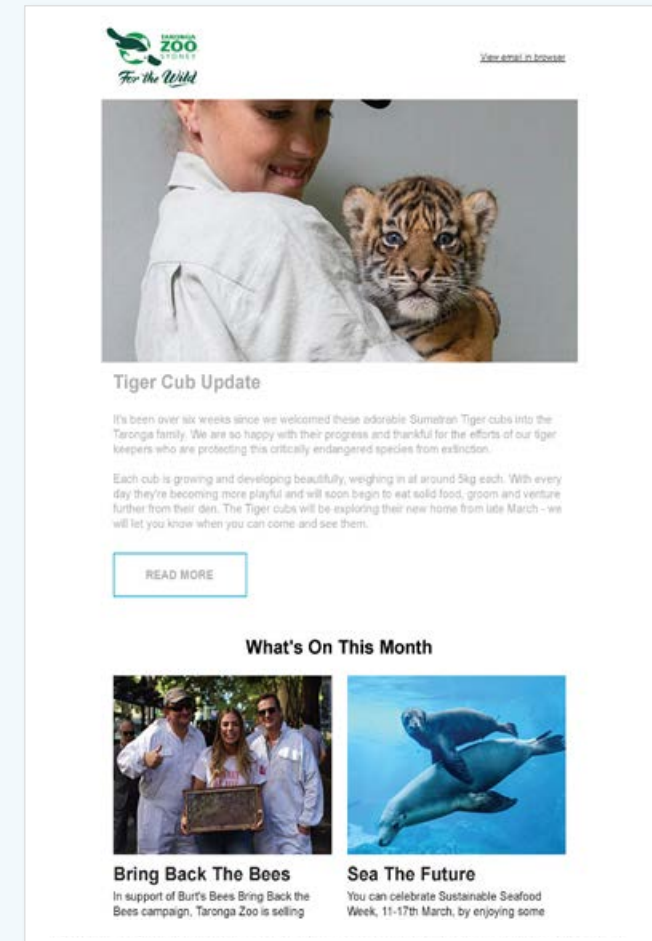 TARONGA
ZOO
SYDNEY
For the Wild
View email in browser
Tiger Cub Update
It's been over six weeks since we welcomed these adorable Sumatran Tiger cubs into the
Taronga family. We are so happy with their progress and thankful for the efforts of our tiger
keepers who are protecting this critically endangered species from extinction.
Each cub is growing and developing beautifully, weighing in at around 5kg each. With every
day they're becoming more playful and will soon begin to eat solid food, groom and venture
further from their den. The Tiger cubs will be exploring their new home from late March - we
will let you know when you can come and see them.
READ MORE
What's On This Month
Bring Back The Bees
In support of Burt's Bees Bring Back the
Bees campaign, Taronga Zoo is selling
Sea The Future
You can celebrate Sustainable Seafood
Week, 11-17th March, by enjoying some